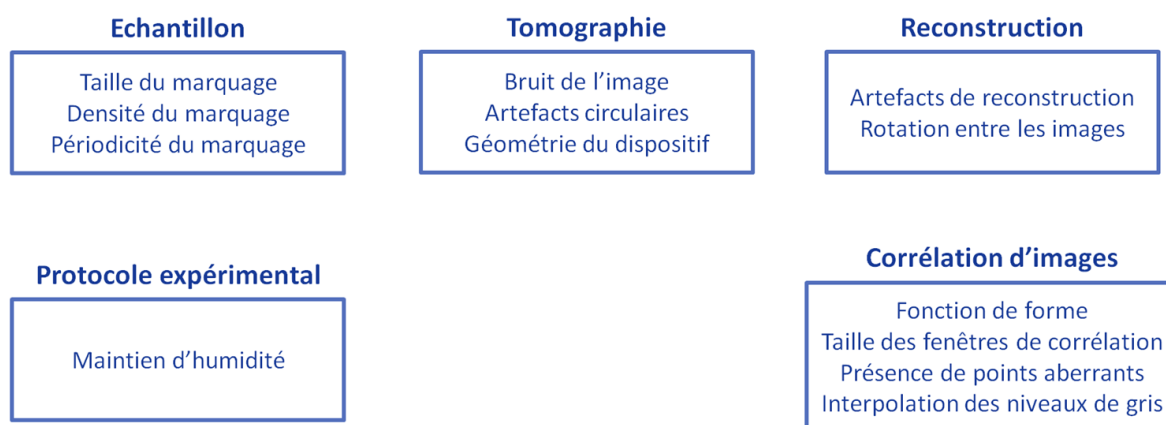 Echantillon
Taille du marquage
Densité du marquage
Périodicité du marquage
Tomographie
Bruit de l’image
Artefacts circulaires
Géométrie du dispositif
Reconstruction
Artefacts de reconstruction
Rotation entre les images
Protocole expérimental
Maintien d’humidité
Corrélation d’images
Fonction de forme
Taille des fenêtres de corrélation
Présence de points aberrants
Interpolation des niveaux de gris